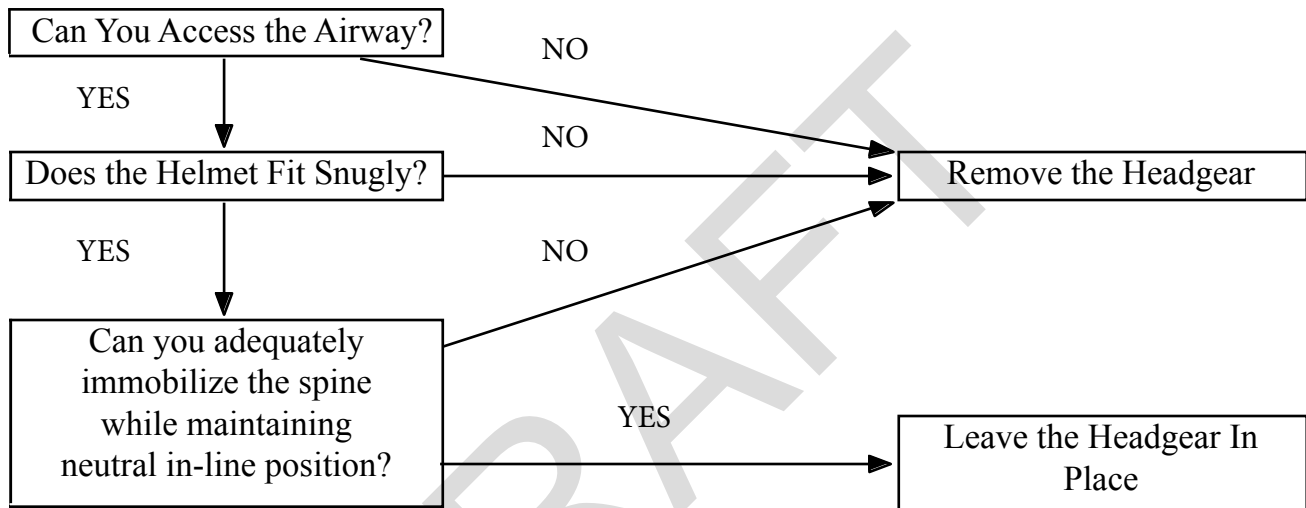 Can You Access the Airway?
NO
YES
NO
Does the Helmet Fit Snugly?
Remove the Headgear
YES
NO
Can you adequately
immobilize the spine
while maintaining
neutral in-line position?
YES
Leave the Headgear In
Place
DRAFT